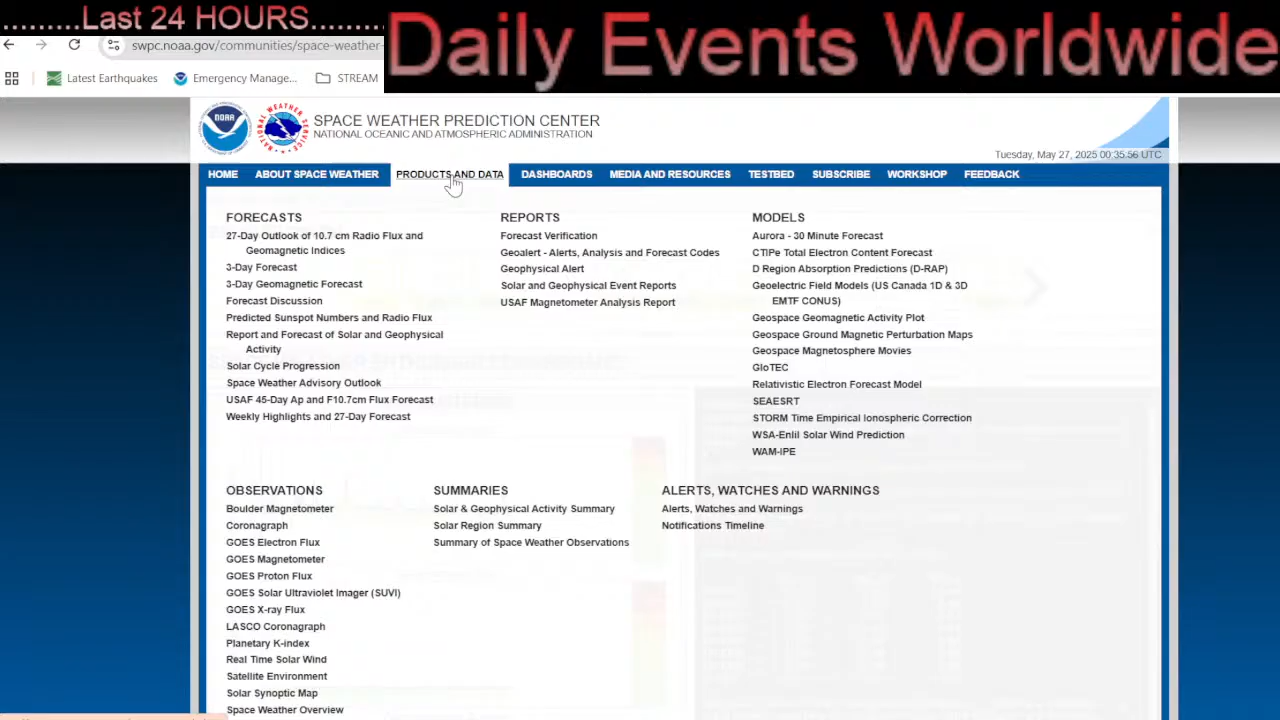 .........Last 24 HOURS..........
Daily Events Worldwide
swpc.noaa.gov/communities/space-weather-
Latest Earthquakes
Emergency Manage...
STREAM
NOAA
SPACE WEATHER PREDICTION CENTER
NATIONAL OCEANIC AND ATMOSPHERIC ADMINISTRATION
Tuesday, May 27, 2025 00:35:56 UTC
HOME ABOUT SPACE WEATHER PRODUCTS AND DATA DASHBOARDS MEDIA AND RESOURCES TESTBED SUBSCRIBE WORKSHOP FEEDBACK
FORECASTS
27-Day Outlook of 10.7 cm Radio Flux and
Geomagnetic Indices
3-Day Forecast
3-Day Geomagnetic Forecast
Forecast Discussion
Predicted Sunspot Numbers and Radio Flux
Report and Forecast of Solar and Geophysical
Activity
Solar Cycle Progression
Space Weather Advisory Outlook
USAF 45-Day Ap and F10.7cm Flux Forecast
Weekly Highlights and 27-Day Forecast
REPORTS
Forecast Verification
Geoalert - Alerts, Analysis and Forecast Codes
Geophysical Alert
Solar and Geophysical Event Reports
USAF Magnetometer Analysis Report
MODELS
Aurora - 30 Minute Forecast
CTIPe Total Electron Content Forecast
D Region Absorption Predictions (D-RAP)
Geoelectric Field Models (US Canada 1D & 3D
EMTF CONUS)
Geospace Geomagnetic Activity Plot
Geospace Ground Magnetic Perturbation Maps
Geospace Magnetosphere Movies
GloTEC
Relativistic Electron Forecast Model
SEAESRT
STORM Time Empirical Ionospheric Correction
WSA-Enlil Solar Wind Prediction
WAM-IPE
OBSERVATIONS
Boulder Magnetometer
Coronagraph
GOES Electron Flux
GOES Magnetometer
GOES Proton Flux
GOES Solar Ultraviolet Imager (SUVI)
GOES X-ray Flux
LASCO Coronagraph
Planetary K-index
Real Time Solar Wind
Satellite Environment
Solar Synoptic Map
Space Weather Overview
SUMMARIES
Solar & Geophysical Activity Summary
Solar Region Summary
Summary of Space Weather Observations
ALERTS, WATCHES AND WARNINGS
Alerts, Watches and Warnings
Notifications Timeline